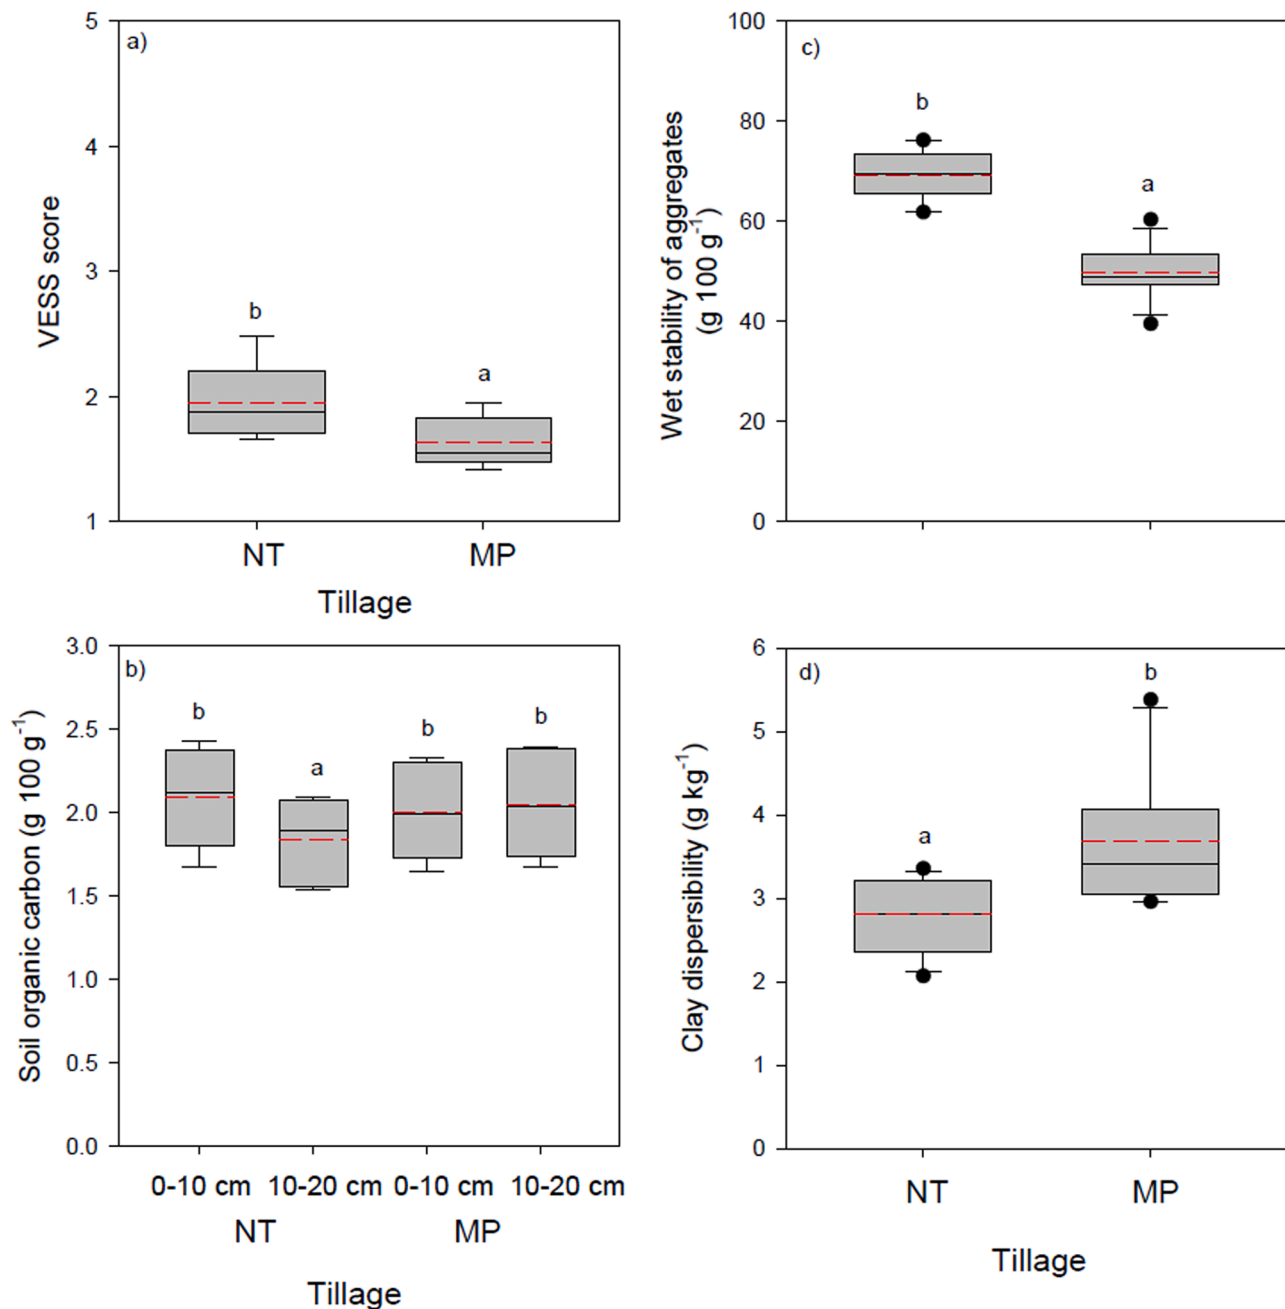 a)
5
4
3
2
1
VESS score
b
a
NT MP
Tillage
c)
100
80
60
40
20
0
Wet stability of aggregates
(g 100 g⁻¹)
b
a
b)
3.0
2.5
2.0
1.5
1.0
0.5
0.0
Soil organic carbon (g 100 g⁻¹)
b
a
b
b
0-10 cm 10-20 cm 0-10 cm 10-20 cm
NT MP
Tillage
d)
6
5
4
3
2
1
0
Clay dispersibility (g kg⁻¹)
a
b
NT MP
Tillage